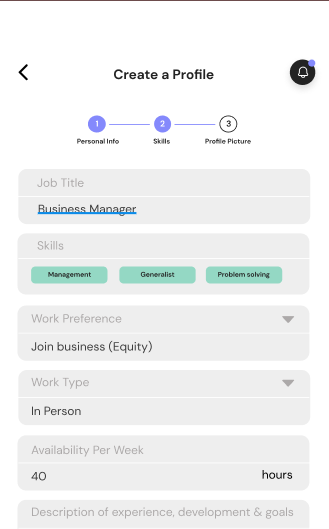 Create a Profile
1
2
3
Personal Info
Skills
Profile Picture
Job Title
Business Manager
Skills
Management
Generalist
Problem solving
Work Preference
Join business (Equity)
Work Type
In Person
Availability Per Week
40 hours
Description of experience, development & goals